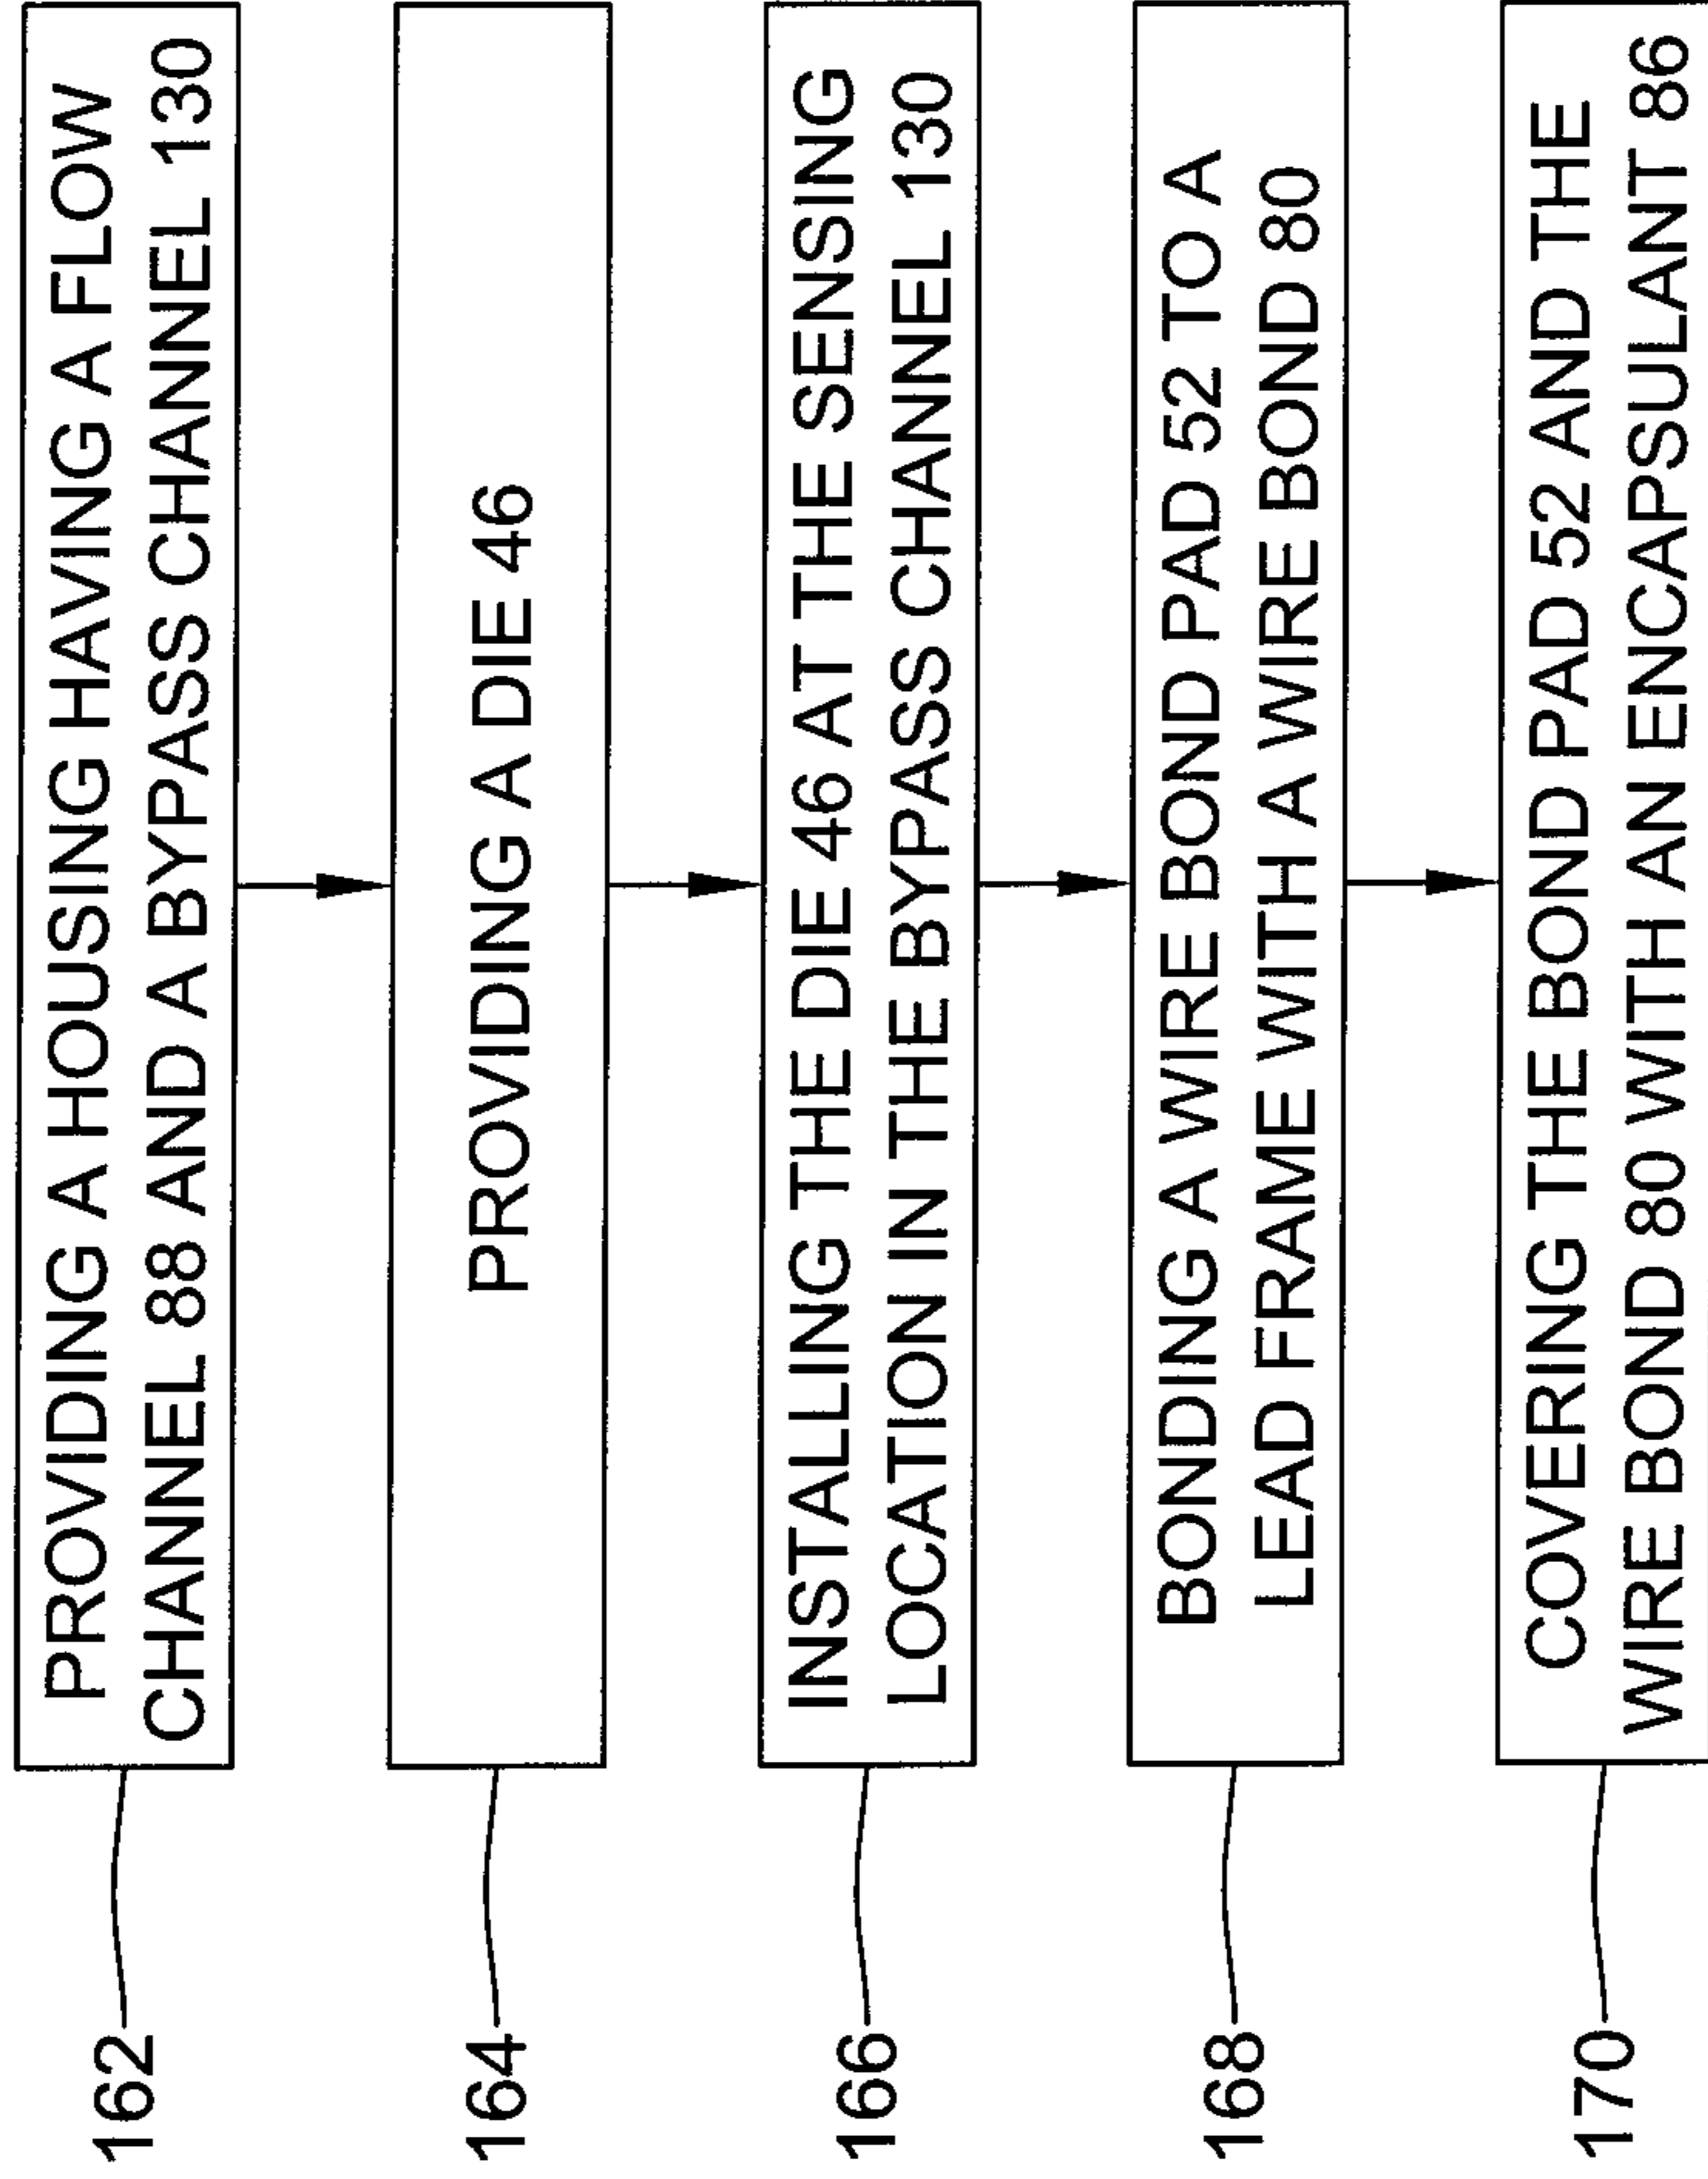 162
PROVIDING A HOUSING HAVING A FLOW
CHANNEL 88 AND A BYPASS CHANNEL 130
164
PROVIDING A DIE 46
166
INSTALLING THE DIE 46 AT THE SENSING
LOCATION IN THE BYPASS CHANNEL 130
168
BONDING A WIRE BOND PAD 52 TO A
LEAD FRAME WITH A WIRE BOND 80
170
COVERING THE BOND PAD 52 AND THE
WIRE BOND 80 WITH AN ENCAPSULANT 86